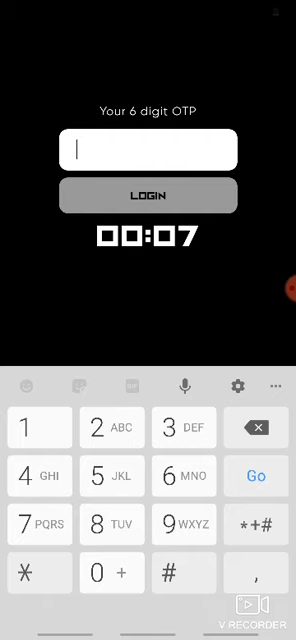 Your 6 digit OTP
LOGIN
00:07
GIF
1
2 ABC
3 DEF
4 GHI
5 JKL
6 MNO
Go
7 PQRS
8 TUV
9 WXYZ
*+#
*
0 +
#
,
V RECORDER